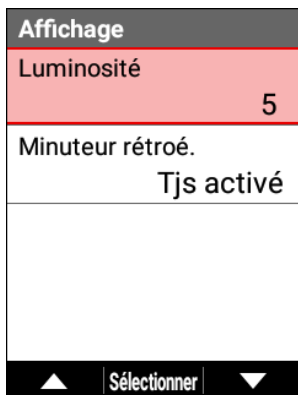 Affichage
Luminosité
5
Minuteur rétroé.
Tjs activé
Sélectionner